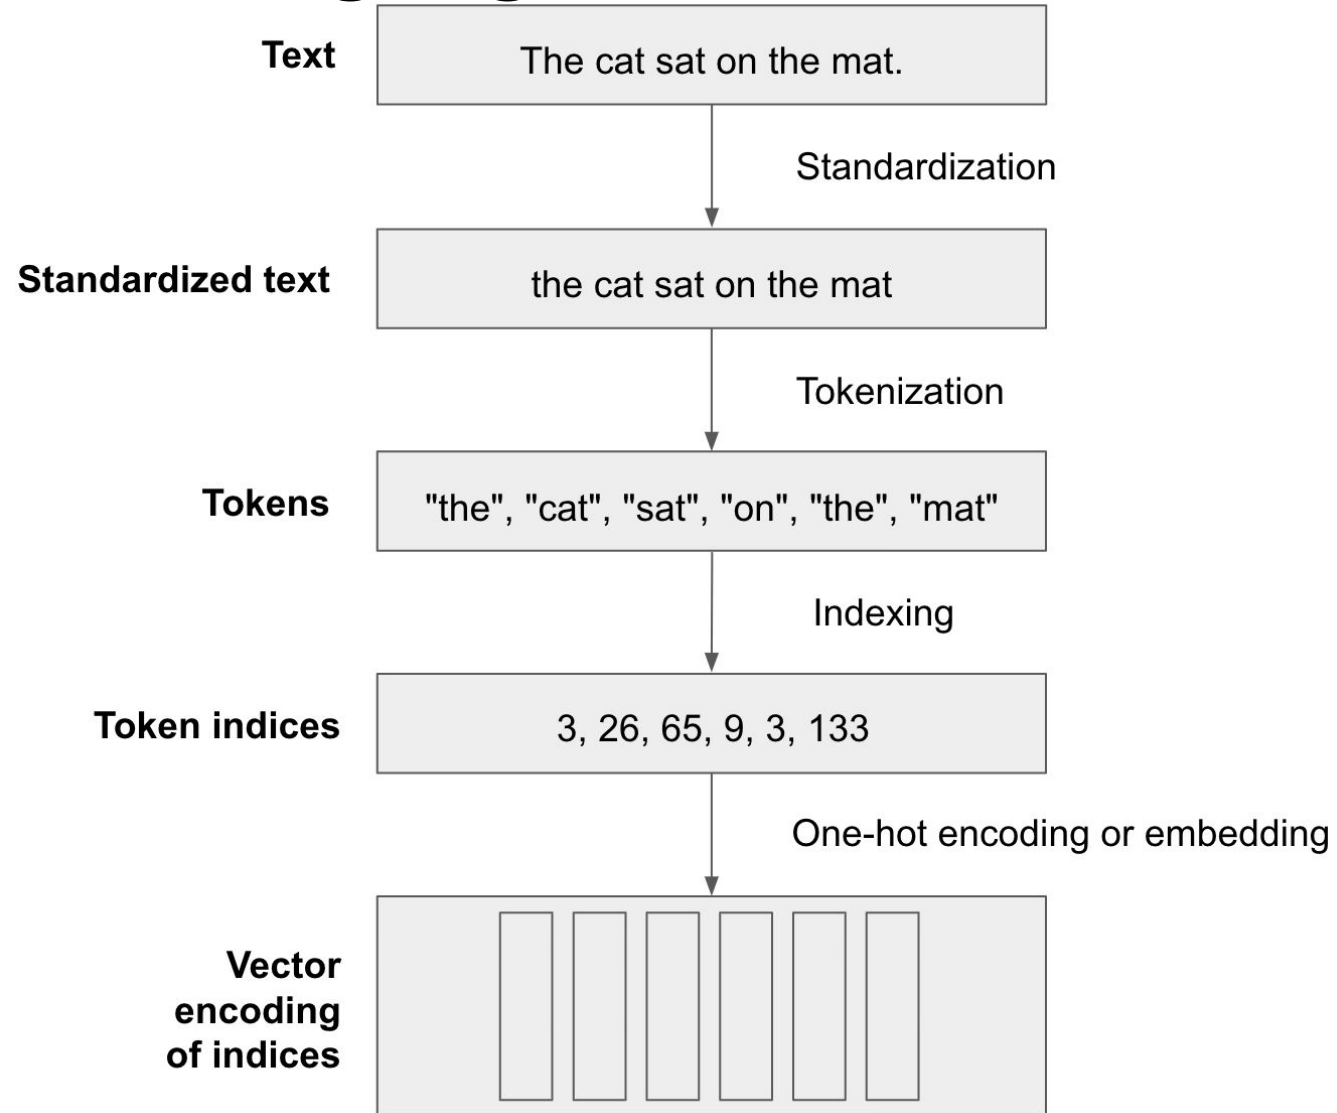 Text
The cat sat on the mat.
Standardization
Standardized text
the cat sat on the mat
Tokenization
Tokens
"the", "cat", "sat", "on", "the", "mat"
Indexing
Token indices
3, 26, 65, 9, 3, 133
One-hot encoding or embedding
Vector
encoding
of indices